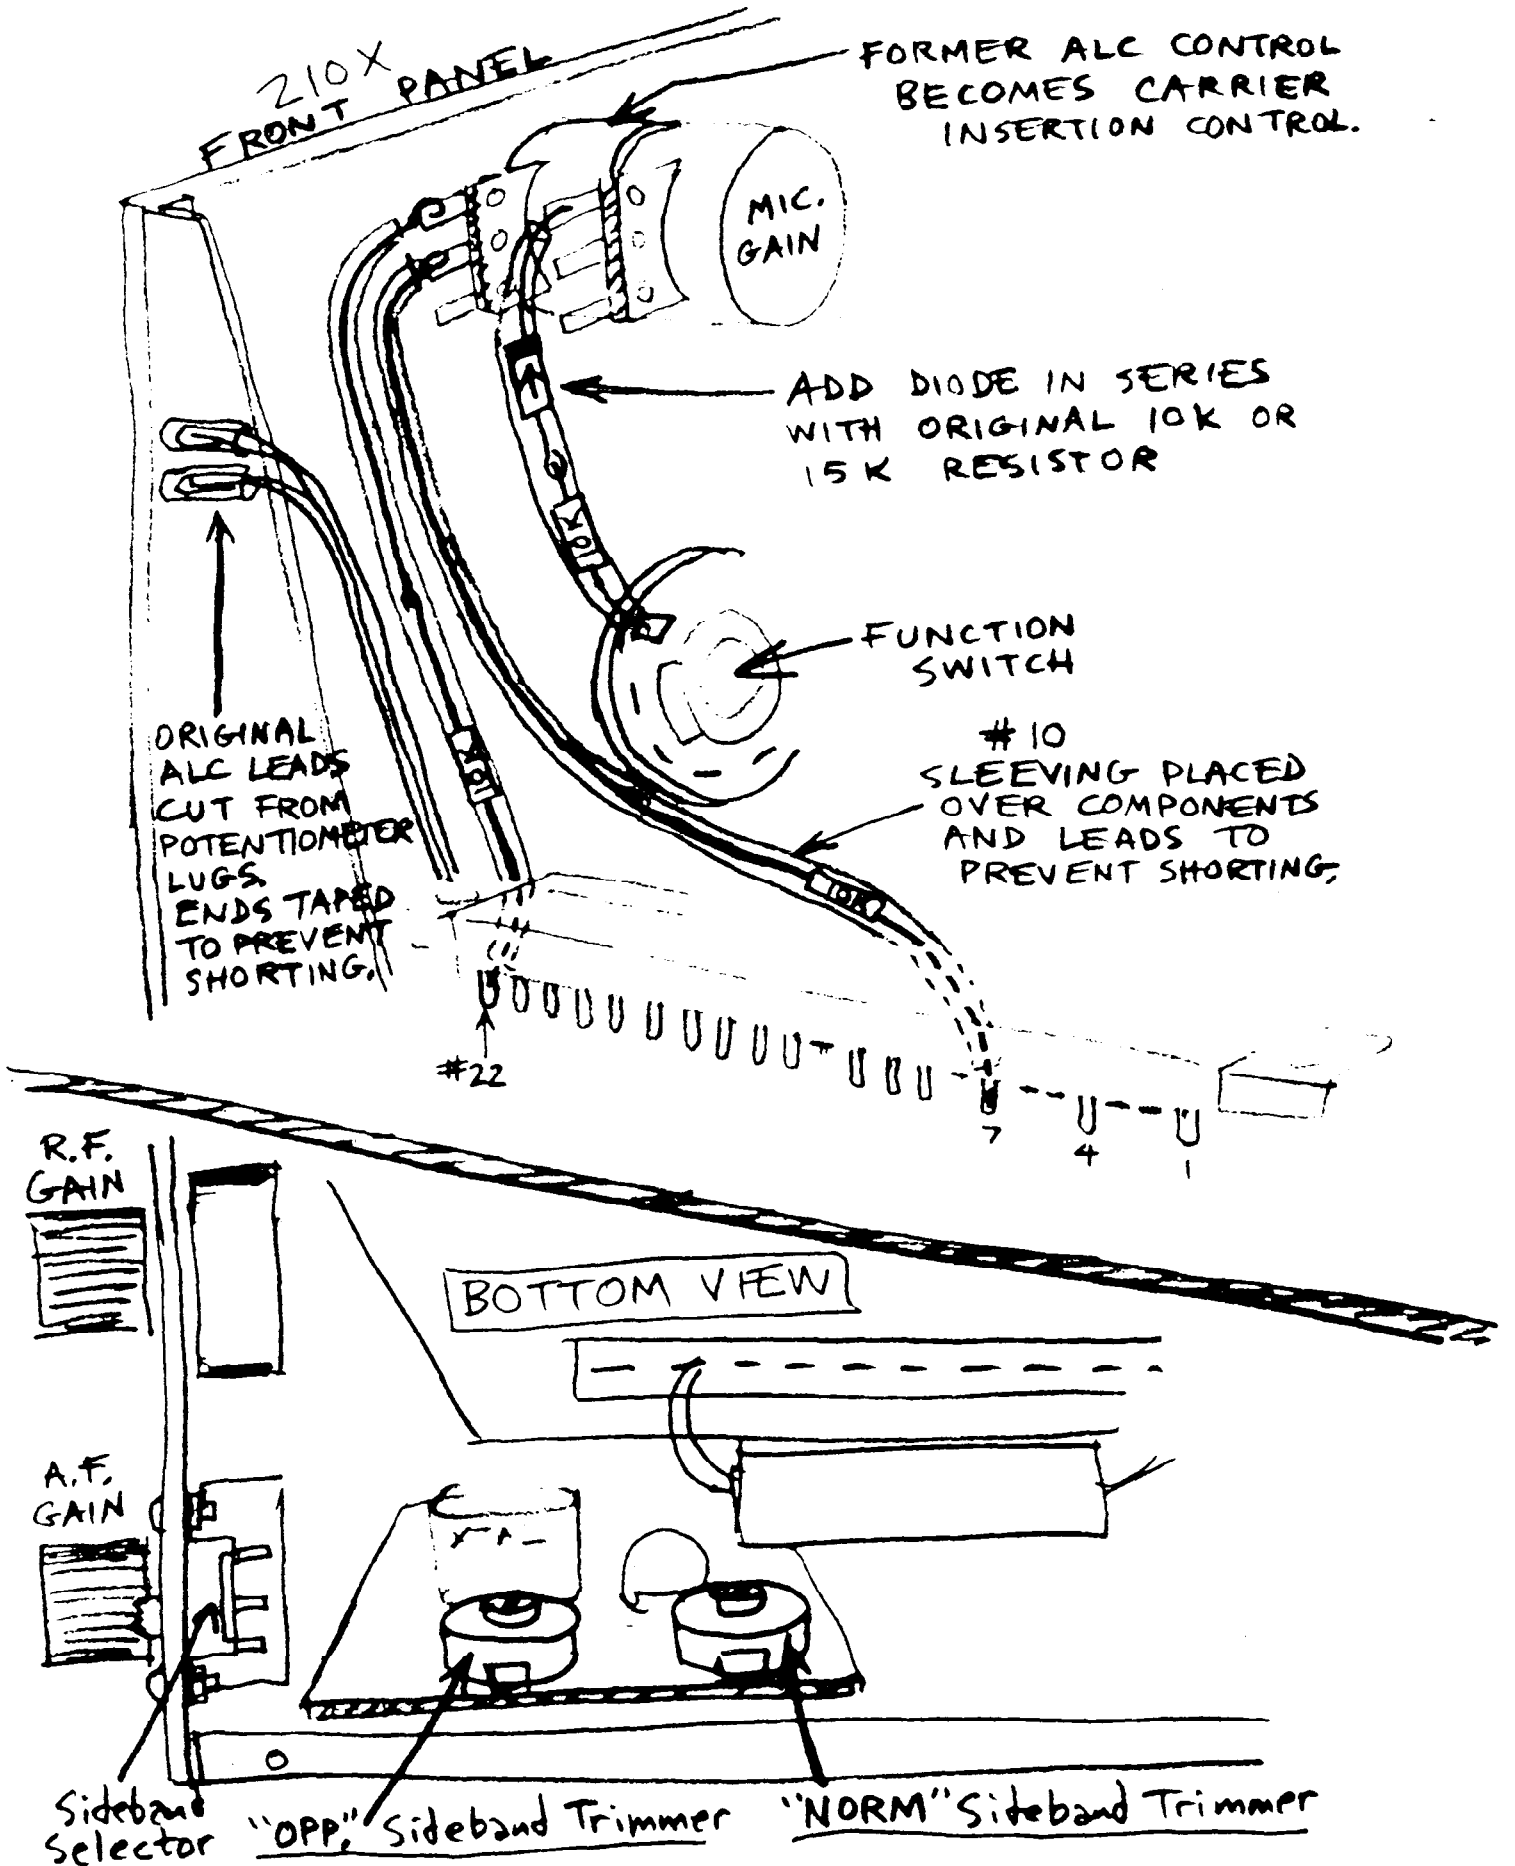 210X
FRONT PANEL
FORMER ALC CONTROL
BECOMES CARRIER
INSERTION CONTROL.
MIC.
GAIN
ADD DIODE IN SERIES
WITH ORIGINAL 10K OR
15K RESISTOR
10K
FUNCTION
SWITCH
ORIGINAL
ALC LEADS
CUT FROM
POTENTIOMETER
LUGS.
ENDS TAPED
TO PREVENT
SHORTING.
10K
#10
SLEEVING PLACED
OVER COMPONENTS
AND LEADS TO
PREVENT SHORTING.
10K
#22
7
4
1
R.F.
GAIN
BOTTOM VIEW
A.F.
GAIN
Sideband
Selector
"OPP." Sideband Trimmer
"NORM" Sideband Trimmer